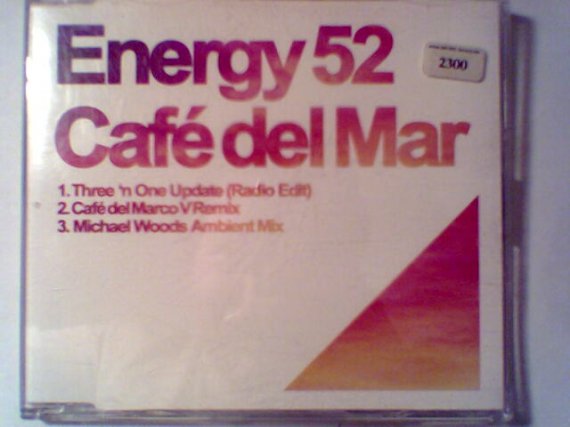 Energy 52
2300
Café del Mar
1. Three 'n One Update (Radio Edit)
2. Café del Marco V Remix
3. Michael Woods Ambient Mix